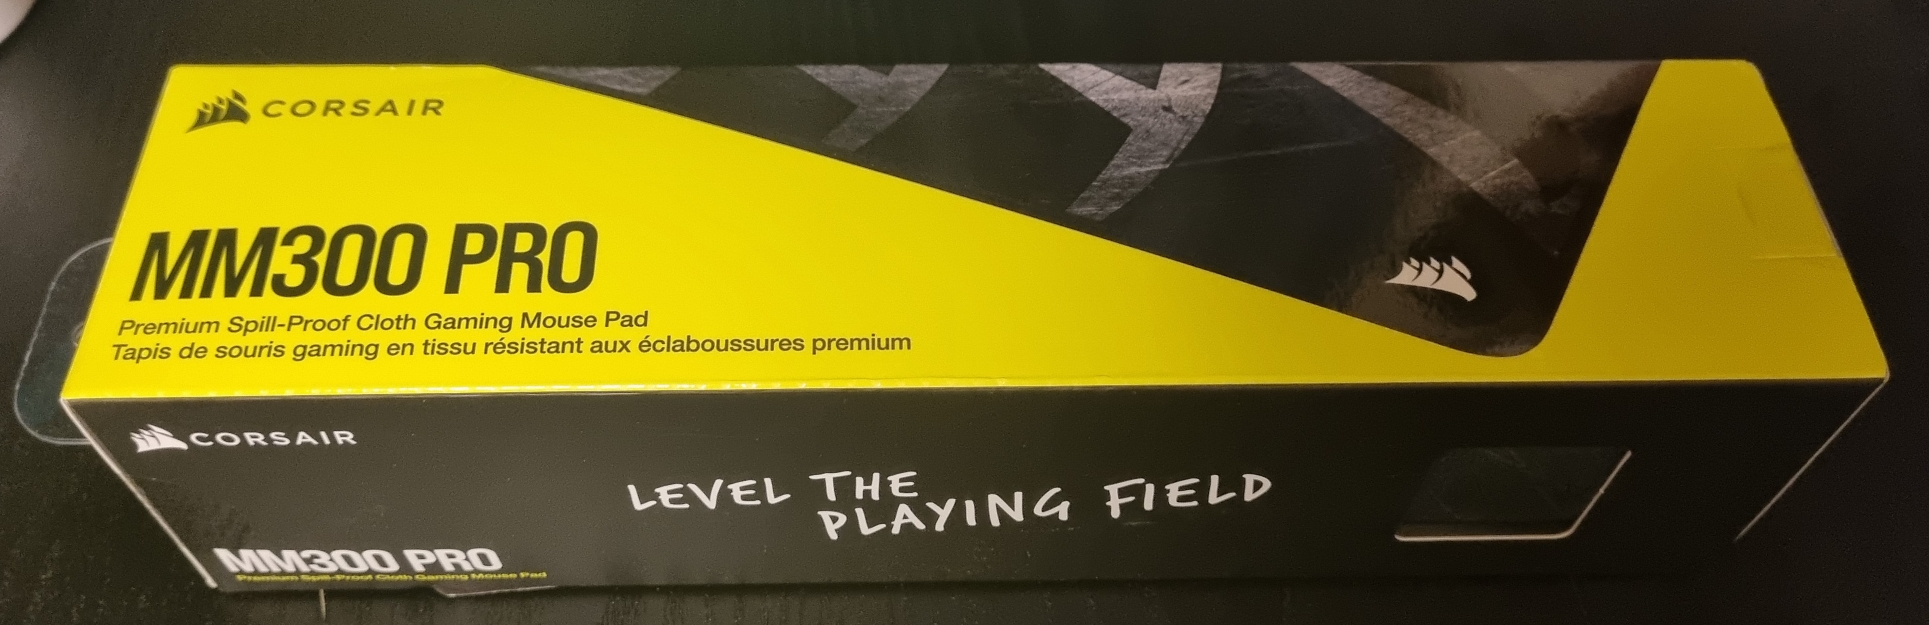 CORSAIR
MM300 PRO
Premium Spill-Proof Cloth Gaming Mouse Pad
Tapis de souris gaming en tissu résistant aux éclaboussures premium
CORSAIR
LEVEL THE
PLAYING FIELD
MM300 PRO
Premium Spill-Proof Cloth Gaming Mouse Pad